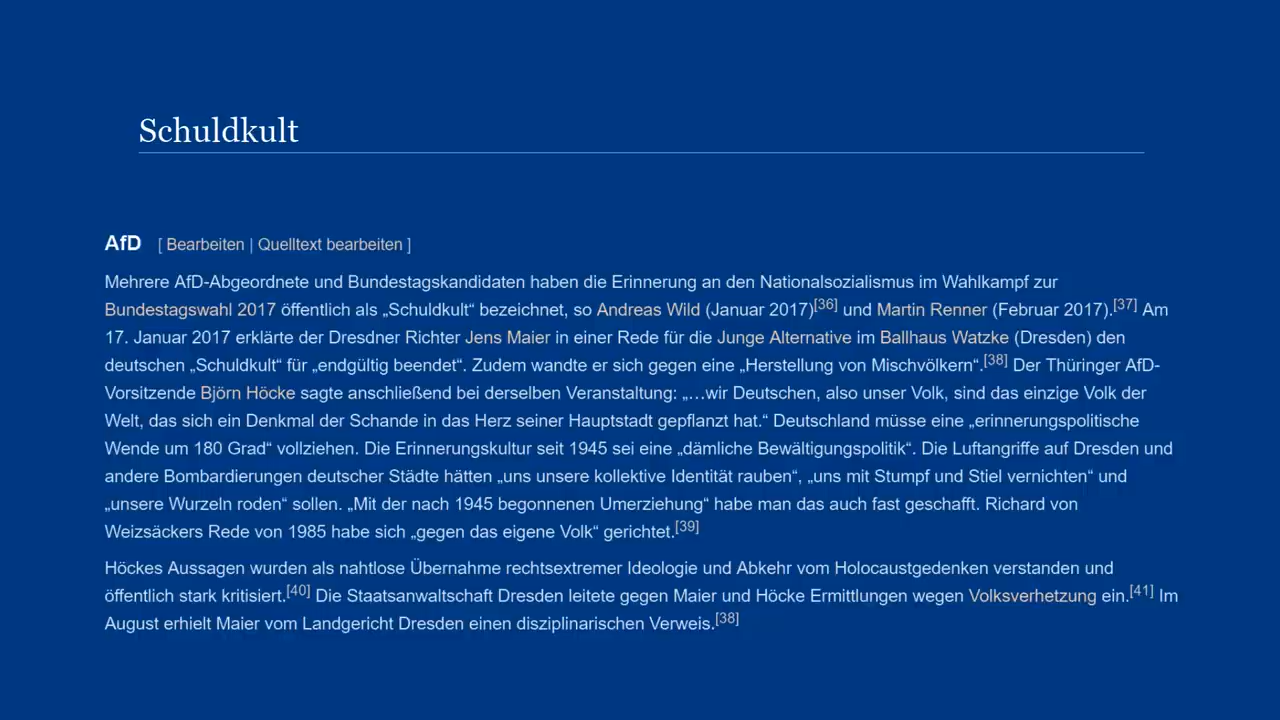 Schuldkult
AfD [ Bearbeiten | Quelltext bearbeiten ]
Mehrere AfD-Abgeordnete und Bundestagskandidaten haben die Erinnerung an den Nationalsozialismus im Wahlkampf zur
Bundestagswahl 2017 öffentlich als „Schuldkult“ bezeichnet, so Andreas Wild (Januar 2017)[36] und Martin Renner (Februar 2017).[37] Am
17. Januar 2017 erklärte der Dresdner Richter Jens Maier in einer Rede für die Junge Alternative im Ballhaus Watzke (Dresden) den
deutschen „Schuldkult“ für „endgültig beendet“. Zudem wandte er sich gegen eine „Herstellung von Mischvölkern“.[38] Der Thüringer AfD-
Vorsitzende Björn Höcke sagte anschließend bei derselben Veranstaltung: „…wir Deutschen, also unser Volk, sind das einzige Volk der
Welt, das sich ein Denkmal der Schande in das Herz seiner Hauptstadt gepflanzt hat.“ Deutschland müsse eine „erinnerungspolitische
Wende um 180 Grad“ vollziehen. Die Erinnerungskultur seit 1945 sei eine „dämliche Bewältigungspolitik“. Die Luftangriffe auf Dresden und
andere Bombardierungen deutscher Städte hätten „uns unsere kollektive Identität rauben“, „uns mit Stumpf und Stiel vernichten“ und
„unsere Wurzeln roden“ sollen. „Mit der nach 1945 begonnenen Umerziehung“ habe man das auch fast geschafft. Richard von
Weizsäckers Rede von 1985 habe sich „gegen das eigene Volk“ gerichtet.[39]
Höckes Aussagen wurden als nahtlose Übernahme rechtsextremer Ideologie und Abkehr vom Holocaustgedenken verstanden und
öffentlich stark kritisiert.[40] Die Staatsanwaltschaft Dresden leitete gegen Maier und Höcke Ermittlungen wegen Volksverhetzung ein.[41] Im
August erhielt Maier vom Landgericht Dresden einen disziplinarischen Verweis.[38]